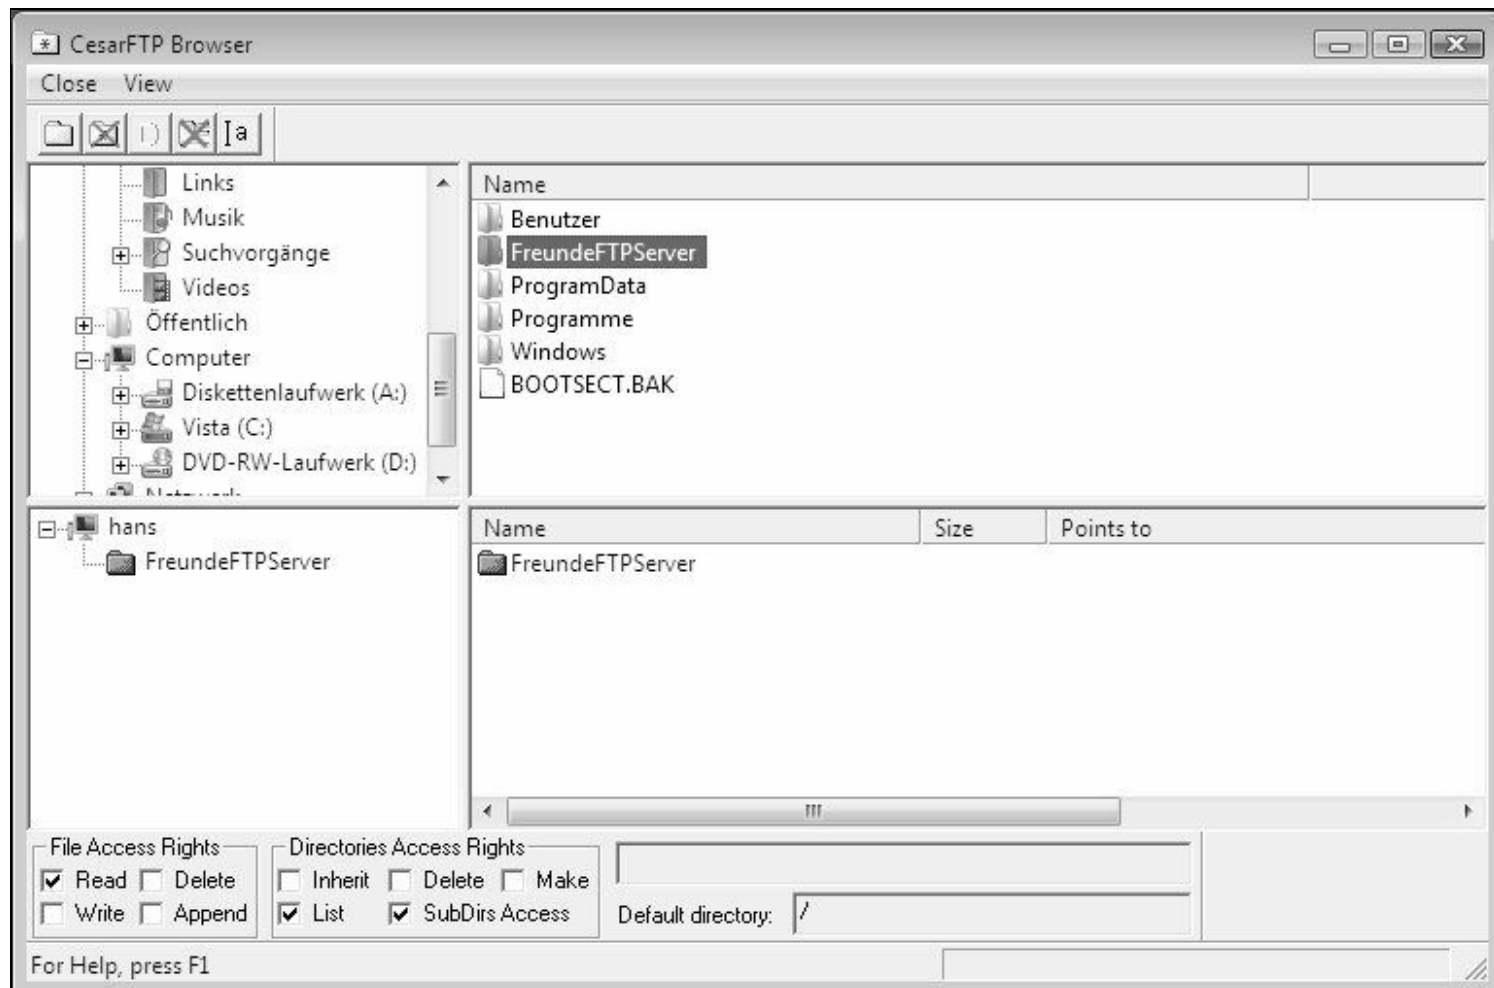 CesarFTP Browser
Close View
I a
Links
Musik
Suchvorgänge
Videos
Öffentlich
Computer
Diskettenlaufwerk (A:)
Vista (C:)
DVD-RW-Laufwerk (D:)
Name
Benutzer
FreundeFTPServer
ProgramData
Programme
Windows
BOOTSECT.BAK
hans
FreundeFTPServer
Name Size Points to
FreundeFTPServer
File Access Rights
Read Delete
Write Append
Directories Access Rights
Inherit Delete Make
List SubDirs Access
Default directory: /
For Help, press F1